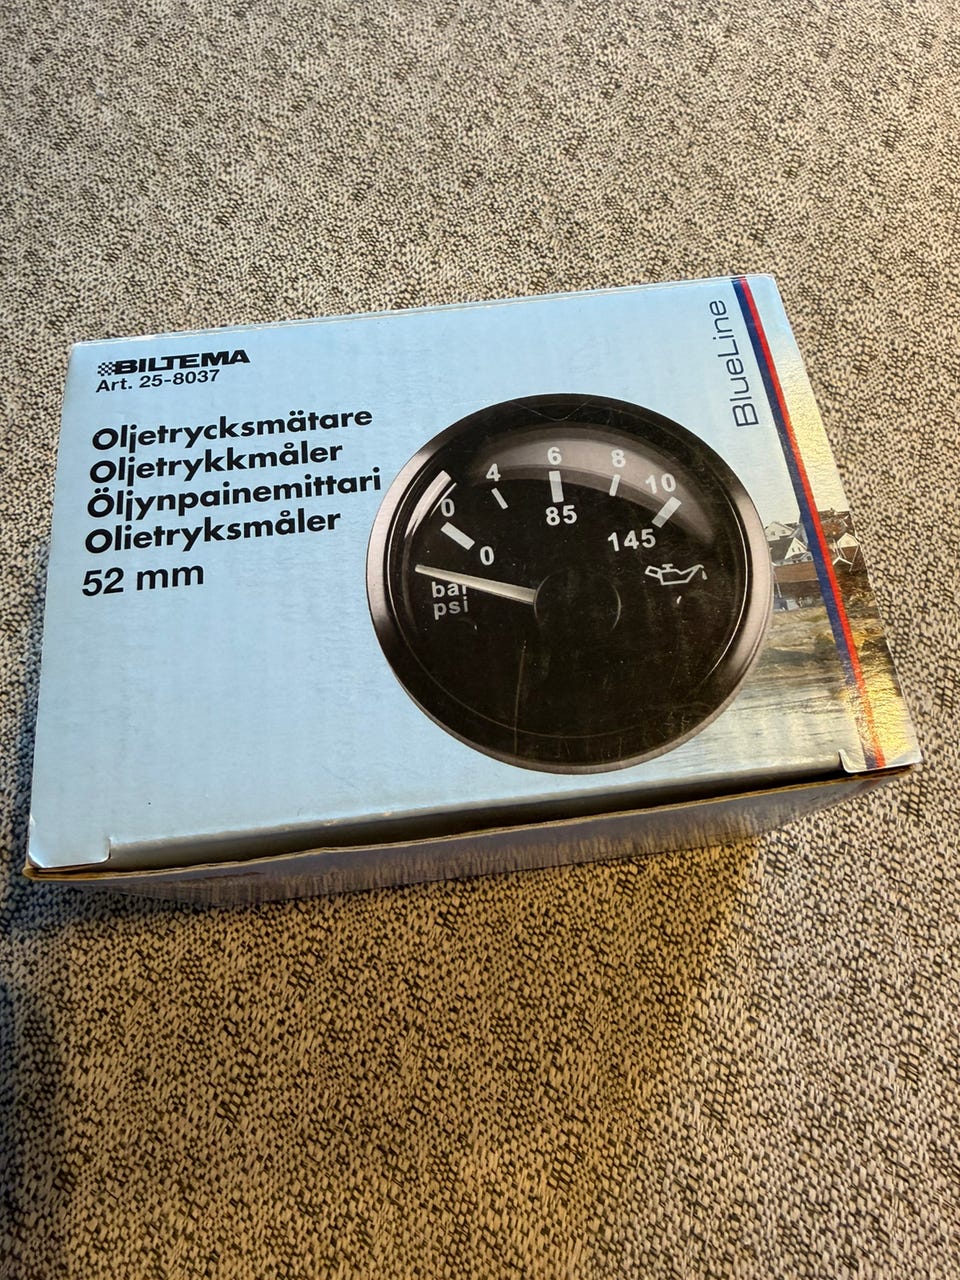 BILTEMA
Art. 25-8037
Oljetrycksmätare
Oljetrykkmåler
Öljynpainemittari
Olietryksmåler
52 mm
0 4 6 8 10
0 85 145
bar
psi
BlueLine